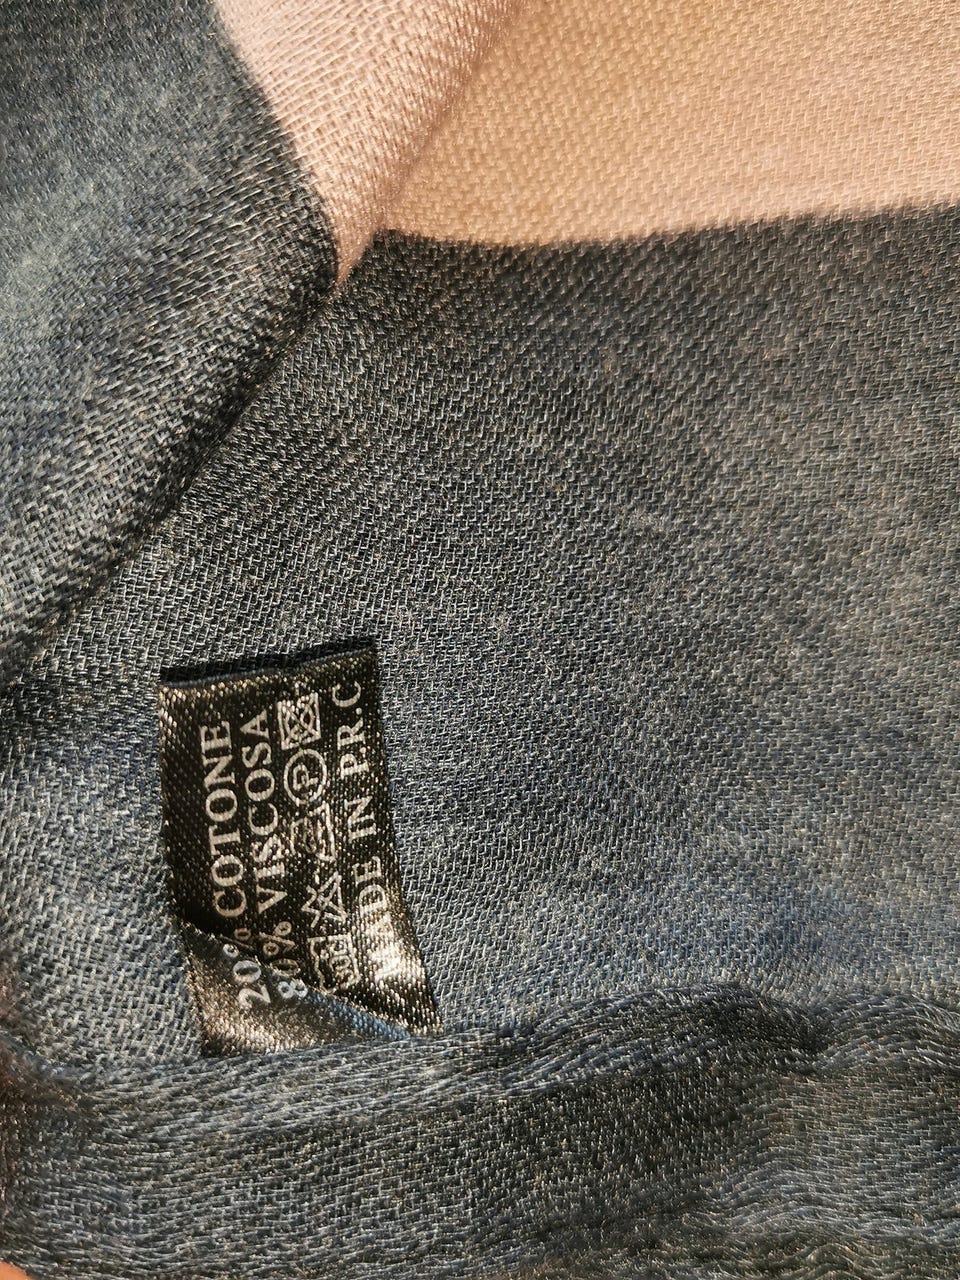 20% COTONE
80% VISCOSA
P
MADE IN P.R.C